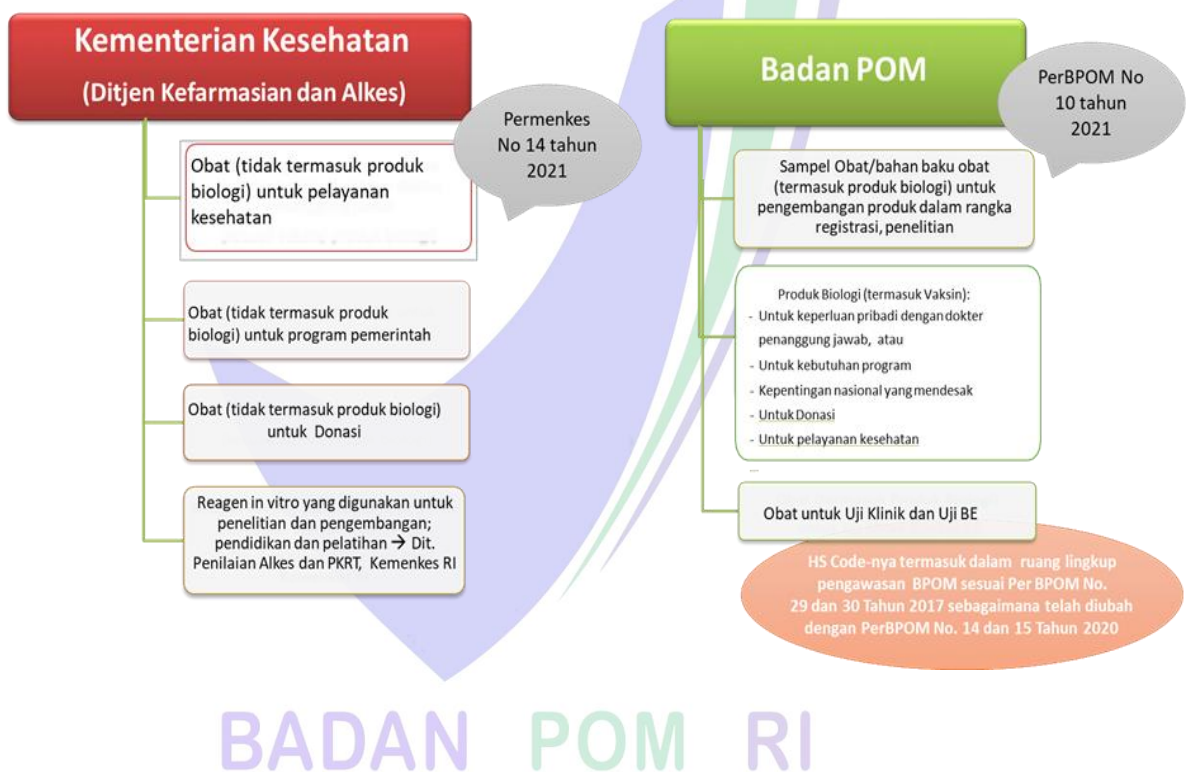 Kementerian Kesehatan
(Ditjen Kefarmasian dan Alkes)
Permenkes
No 14 tahun
2021
Obat (tidak termasuk produk
biologi) untuk pelayanan
kesehatan
Obat (tidak termasuk produk
biologi) untuk program pemerintah
Obat (tidak termasuk produk biologi)
untuk Donasi
Reagen in vitro yang digunakan untuk
penelitian dan pengembangan;
pendidikan dan pelatihan → Dit.
Penilaian Alkes dan PKRT, Kemenkes RI
Badan POM
PerBPOM No
10 tahun
2021
Sampel Obat/bahan baku obat
(termasuk produk biologi) untuk
pengembangan produk dalam rangka
registrasi, penelitian
Produk Biologi (termasuk Vaksin):
- Untuk keperluan pribadi dengan dokter
penanggung jawab, atau
- Untuk kebutuhan program
- Kepentingan nasional yang mendesak
- Untuk Donasi
- Untuk pelayanan kesehatan
...
Obat untuk Uji Klinik dan Uji BE
HS Code-nya termasuk dalam ruang lingkup
pengawasan BPOM sesuai Per BPOM No.
29 dan 30 Tahun 2017 sebagaimana telah diubah
dengan PerBPOM No. 14 dan 15 Tahun 2020
BADAN POM RI